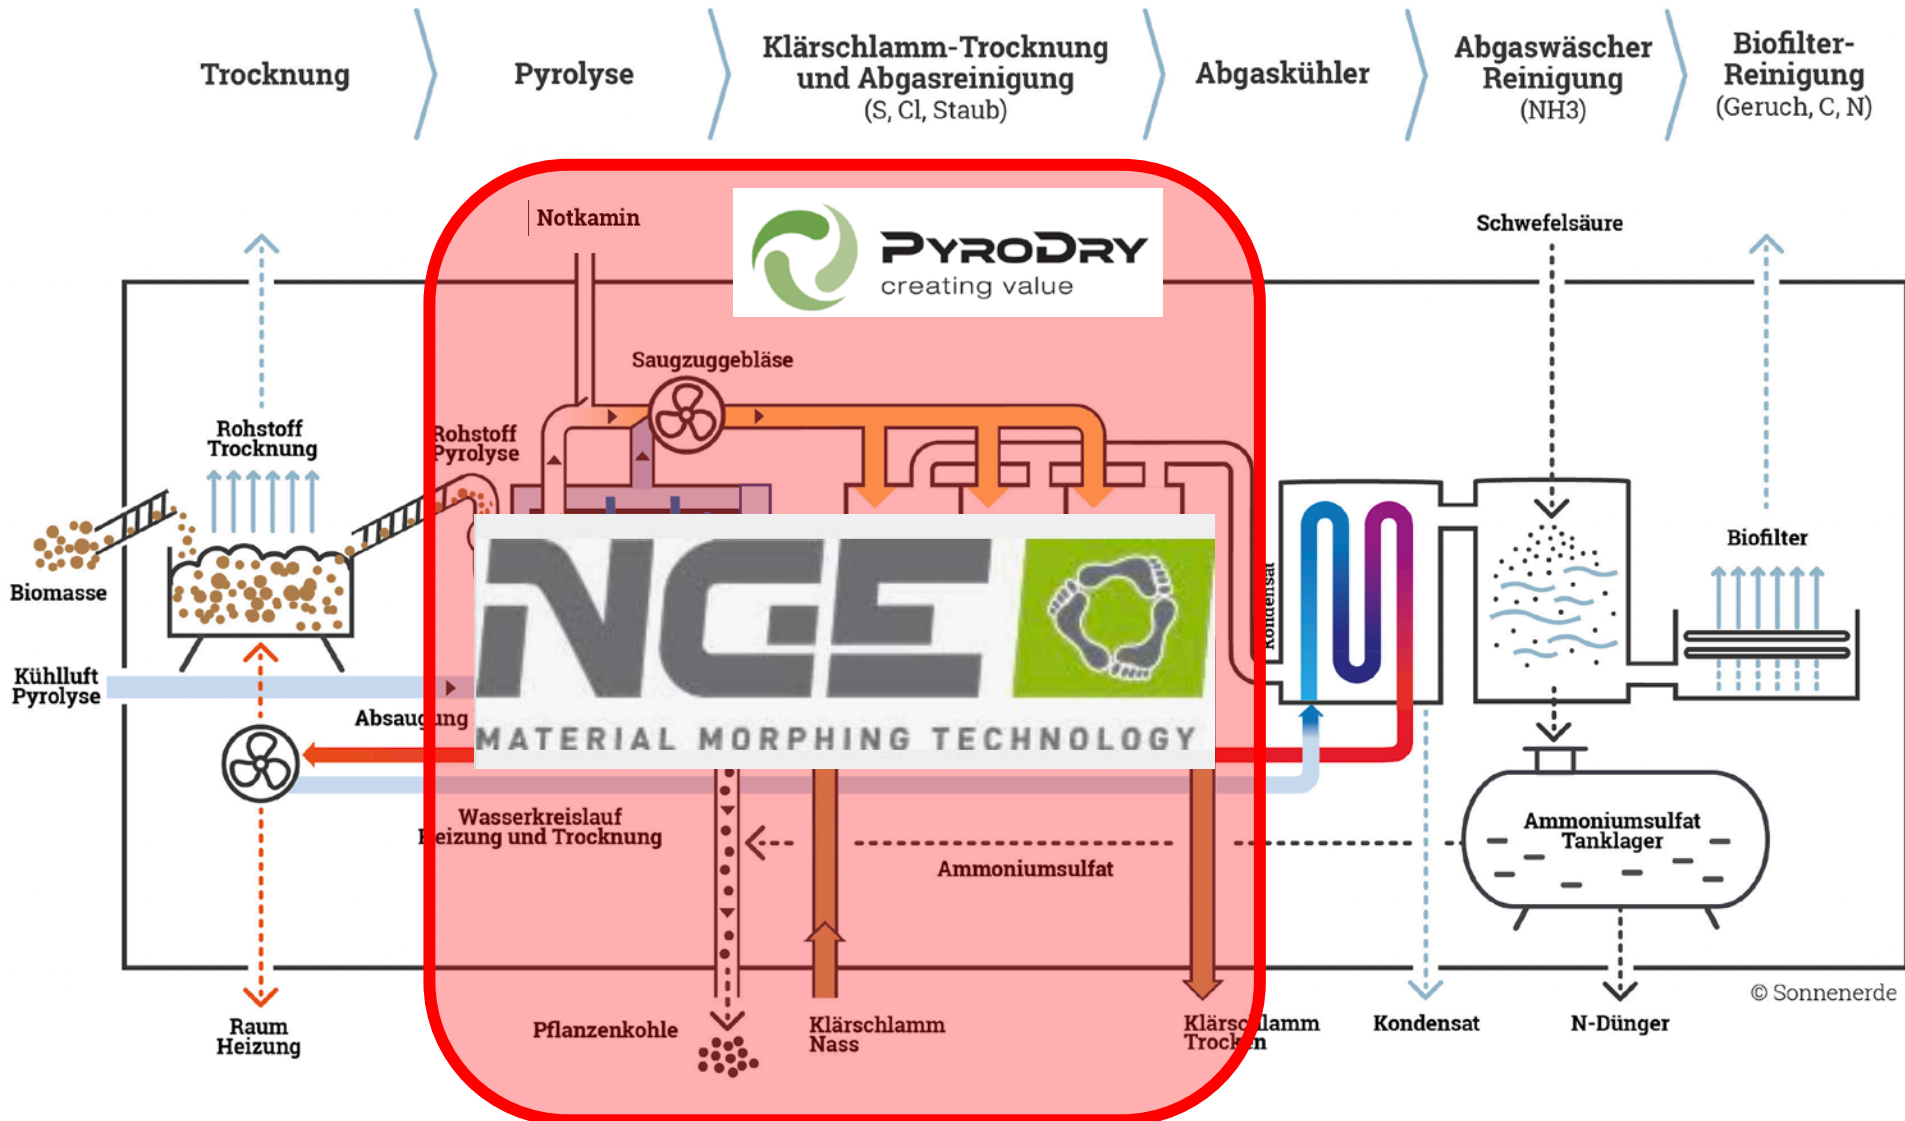 Trocknung
Pyrolyse
Klärschlamm-Trocknung
und Abgasreinigung
(S, Cl, Staub)
Abgaskühler
Abgaswäscher
Reinigung
(NH3)
Biofilter-
Reinigung
(Geruch, C, N)
Notkamin
PYRODRY
creating value
Schwefelsäure
Saugzuggebläse
Rohstoff
Trocknung
Rohstoff
Pyrolyse
Biomasse
Biofilter
Kondensat
NGE
Kühlluft
Pyrolyse
Absaugung
MATERIAL MORPHING TECHNOLOGY
Wasserkreislauf
Heizung und Trocknung
Ammoniumsulfat
Ammoniumsulfat
Tanklager
© Sonnenerde
Raum
Heizung
Pflanzenkohle
Klärschlamm
Nass
Klärschlamm
Trocken
Kondensat
N-Dünger